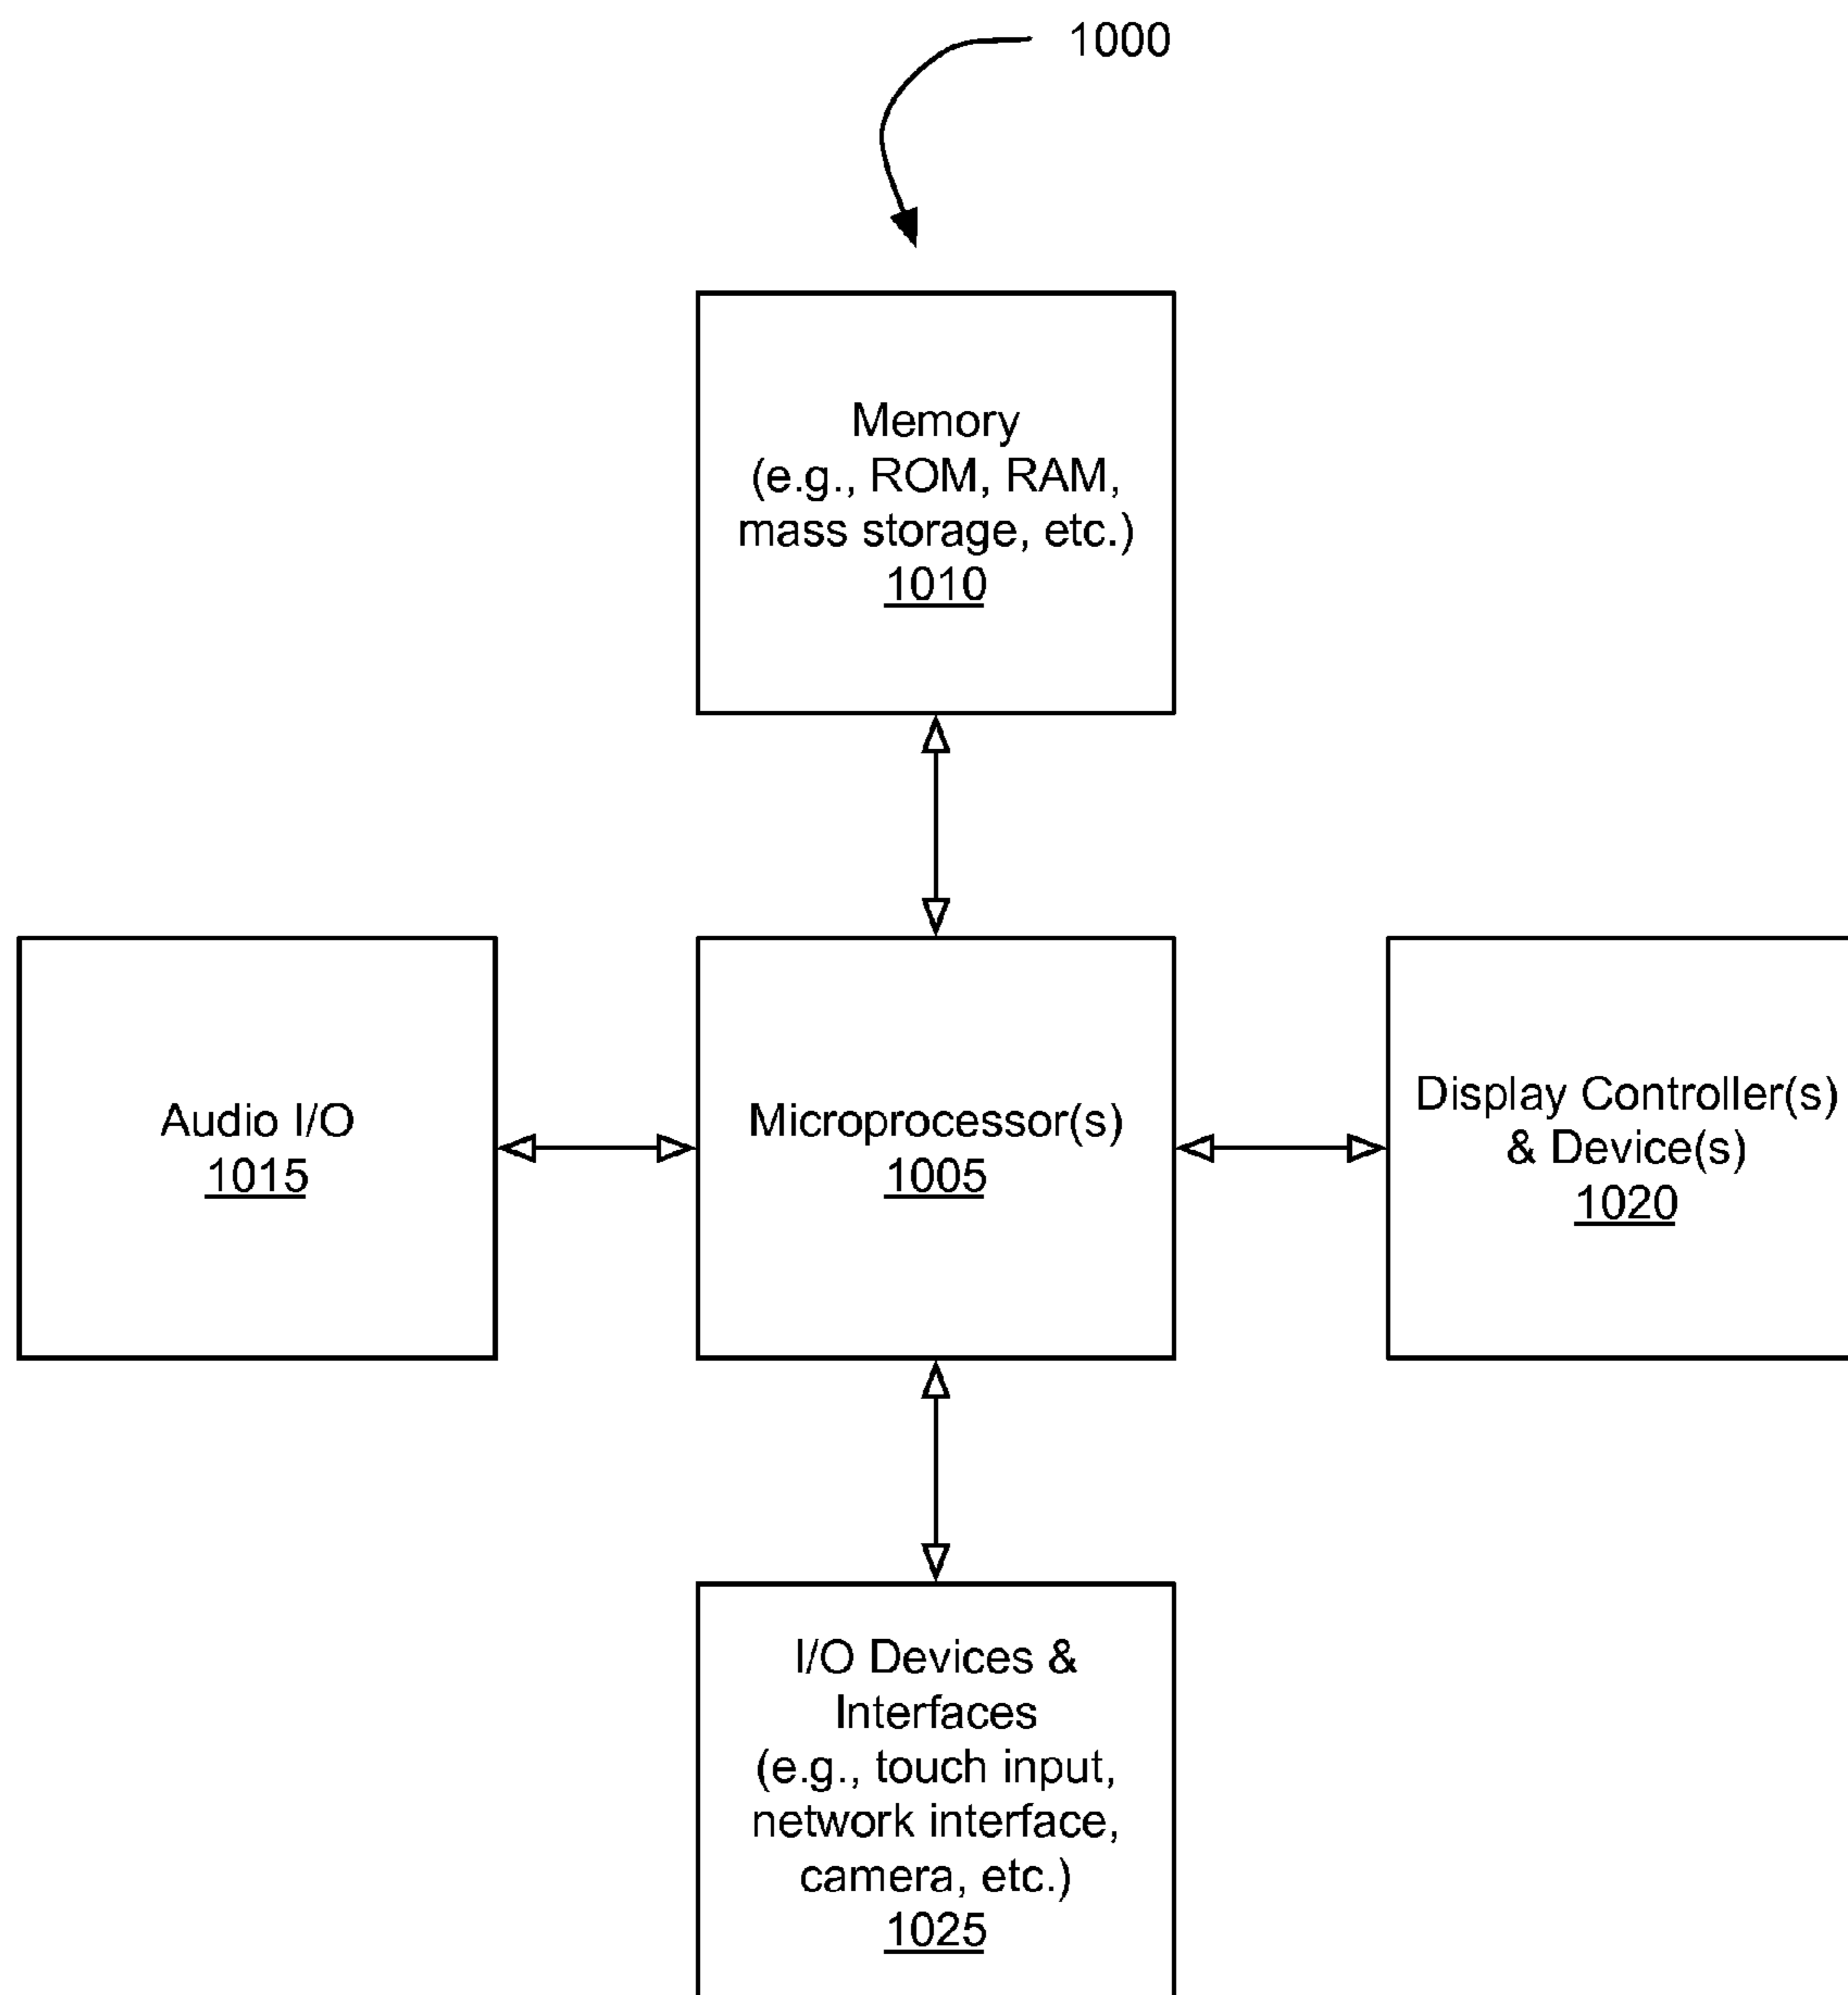 1000
Memory
(e.g., ROM, RAM,
mass storage, etc.)
1010
Audio I/O
1015
Microprocessor(s)
1005
Display Controller(s)
& Device(s)
1020
I/O Devices &
Interfaces
(e.g., touch input,
network interface,
camera, etc.)
1025